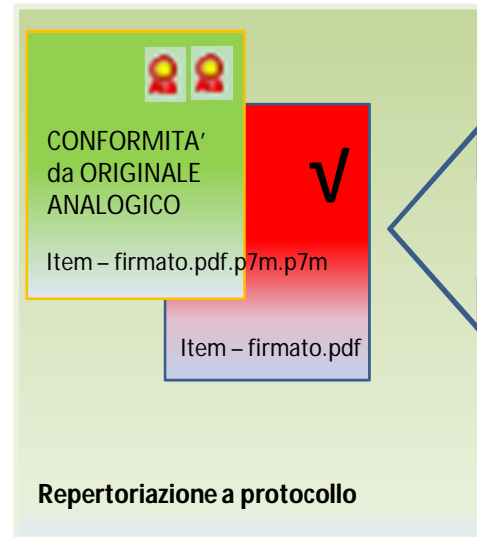 CONFORMITA’
da ORIGINALE
ANALOGICO
√
Item – firmato.pdf.p7m.p7m
Item – firmato.pdf
Repertoriazione a protocollo